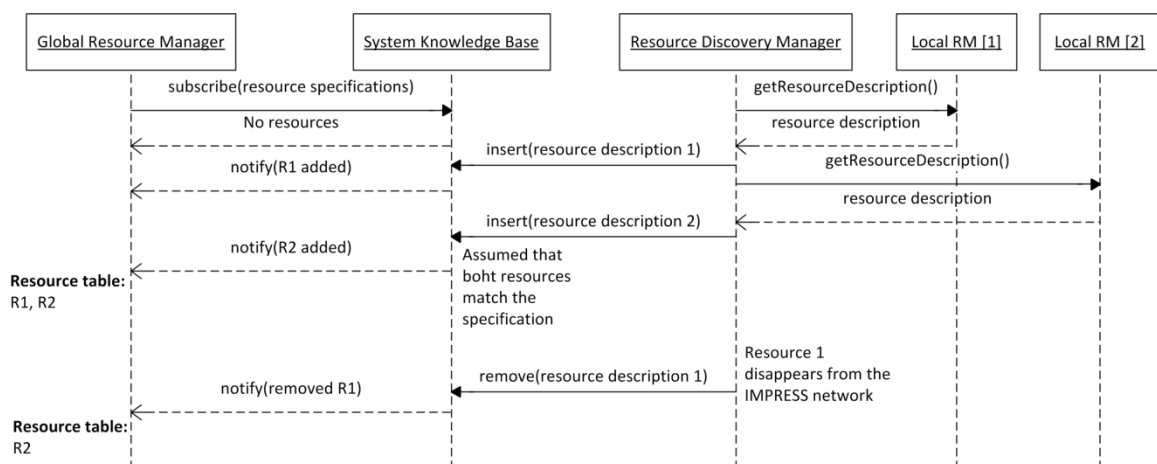 Global Resource Manager
System Knowledge Base
Resource Discovery Manager
Local RM [1]
Local RM [2]
subscribe(resource specifications)
getResourceDescription()
No resources
resource description
insert(resource description 1)
getResourceDescription()
notify(R1 added)
resource description
insert(resource description 2)
notify(R2 added)
Assumed that
boht resources
match the
specification
Resource table:
R1, R2
Resource 1
disappears from the
IMPRESS network
remove(resource description 1)
notify(removed R1)
Resource table:
R2